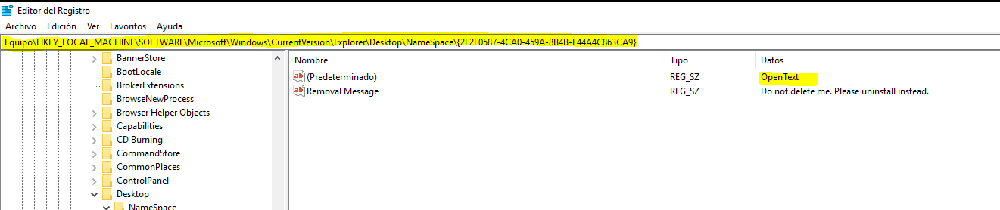 Editor del Registro
Archivo Edición Ver Favoritos Ayuda
Equipo\HKEY_LOCAL_MACHINE\SOFTWARE\Microsoft\Windows\CurrentVersion\Explorer\Desktop\NameSpace\{2E2E0587-4CA0-459A-8B4B-F44A4C863CA9}
BannerStore
BootLocale
BrokerExtensions
BrowseNewProcess
Browser Helper Objects
Capabilities
CD Burning
CommandStore
CommonPlaces
ControlPanel
Desktop
NameSpace
Nombre Tipo Datos
ab (Predeterminado) REG_SZ OpenText
ab Removal Message REG_SZ Do not delete me. Please uninstall instead.